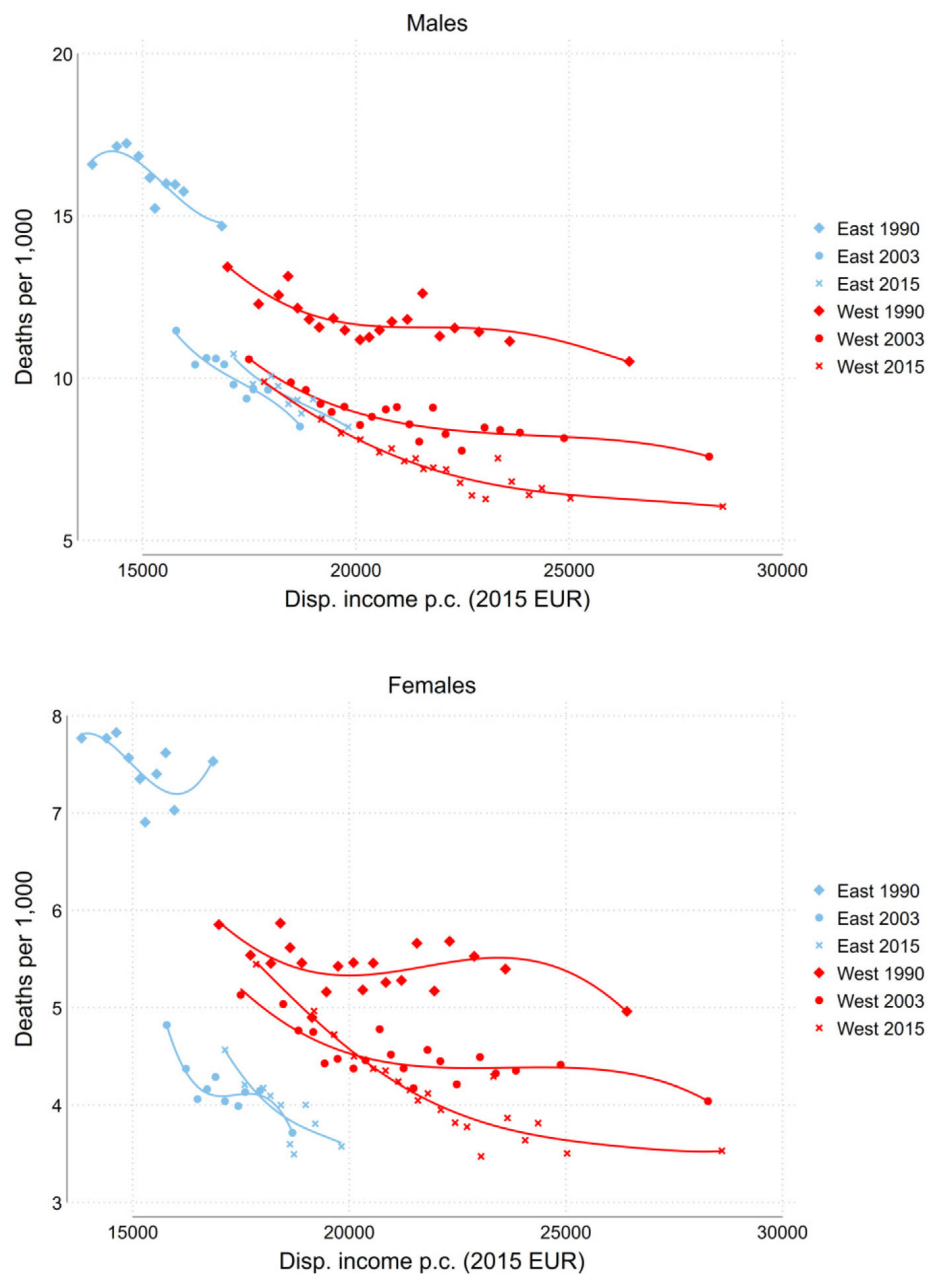 Males
20
15
10
5
Deaths per 1,000
15000 20000 25000 30000
Disp. income p.c. (2015 EUR)
East 1990
East 2003
East 2015
West 1990
West 2003
West 2015
Females
8
7
6
5
4
3
Deaths per 1,000
15000 20000 25000 30000
Disp. income p.c. (2015 EUR)
East 1990
East 2003
East 2015
West 1990
West 2003
West 2015